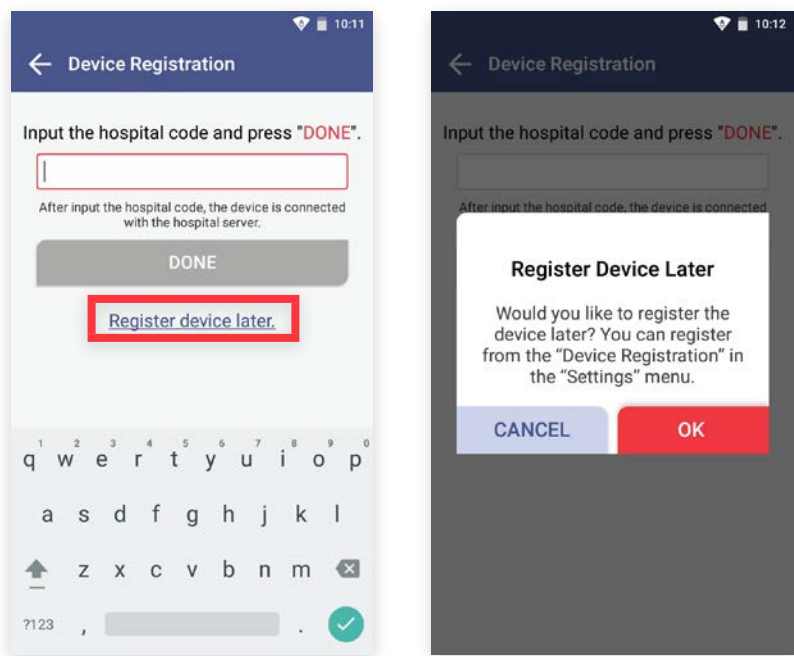 10:11
Device Registration
Input the hospital code and press "DONE".
After input the hospital code, the device is connected
with the hospital server.
DONE
Register device later.
1 2 3 4 5 6 7 8 9 0
q w e r t y u i o p
a s d f g h j k l
z x c v b n m
?123 , .
10:12
Device Registration
Input the hospital code and press "DONE".
After input the hospital code, the device is connected
Register Device Later
Would you like to register the
device later? You can register
from the “Device Registration” in
the “Settings” menu.
CANCEL OK